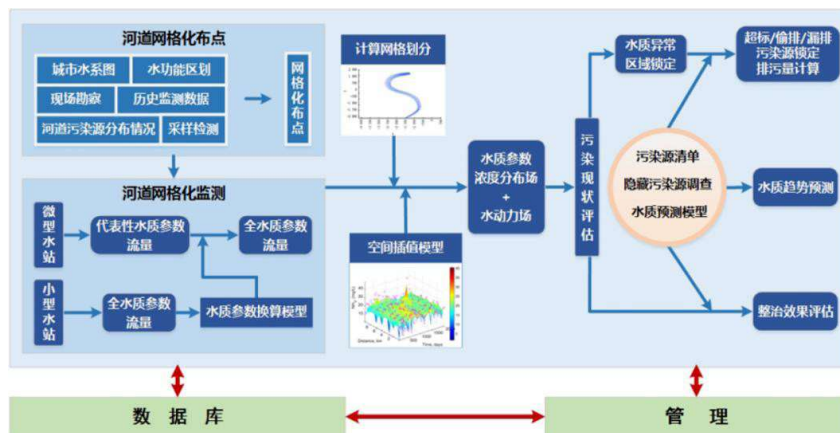 河道网格化布点
城市水系图
水功能区划
现场勘察
历史监测数据
河道污染源分布情况
采样检测
网格化布点
河道网格化监测
微型水站
代表性水质参数
流量
全水质参数
流量
小型水站
全水质参数
流量
水质参数换算模型
计算网格划分
空间插值模型
Distance, km
Time, days
水质参数
浓度分布场
+
水动力场
污染现状评估
水质异常
区域锁定
超标/偷排/漏排
污染源锁定
排污量计算
污染源清单
隐藏污染源调查
水质预测模型
水质趋势预测
整治效果评估
数 据 库
管 理